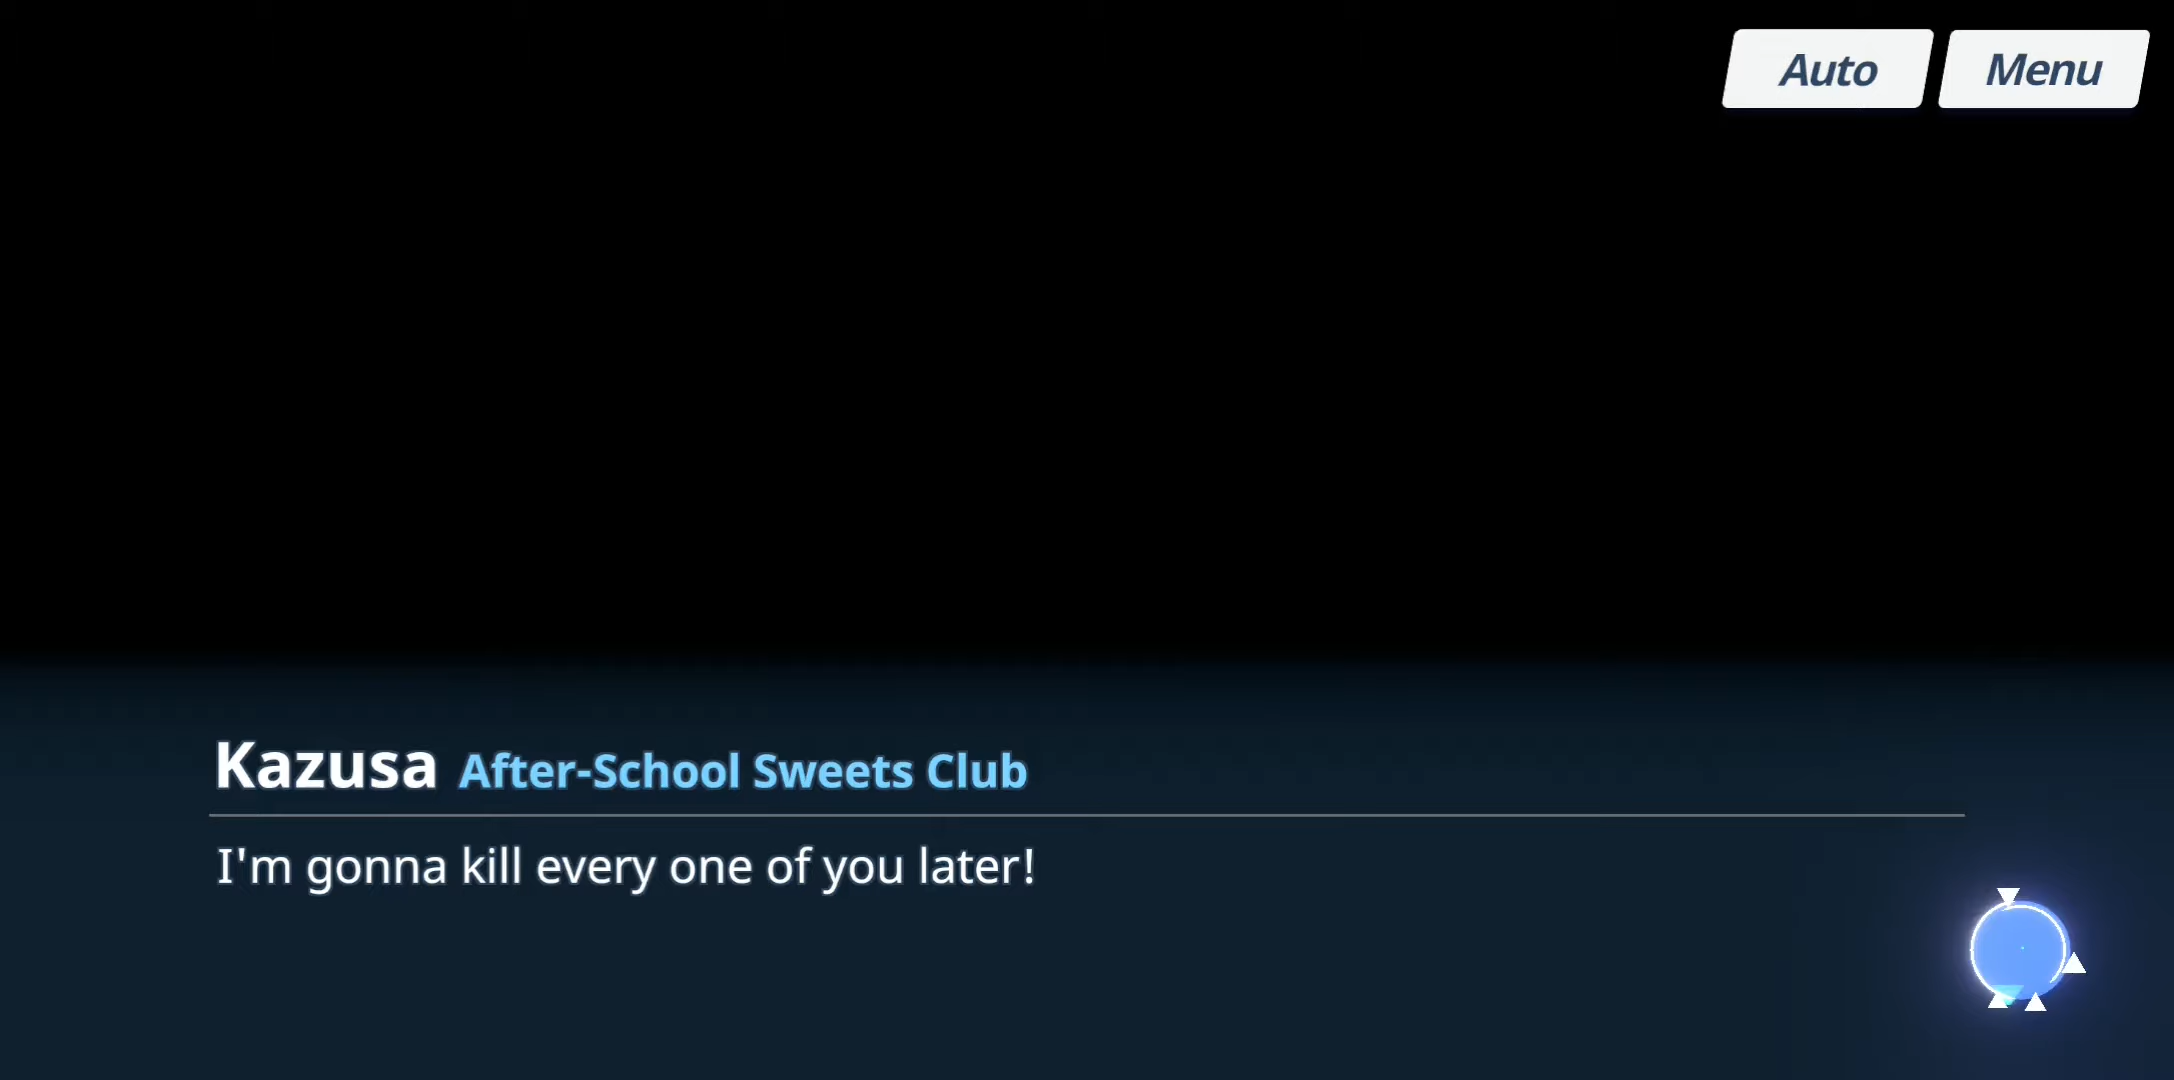 Auto Menu
Kazusa After-School Sweets Club
I'm gonna kill every one of you later!